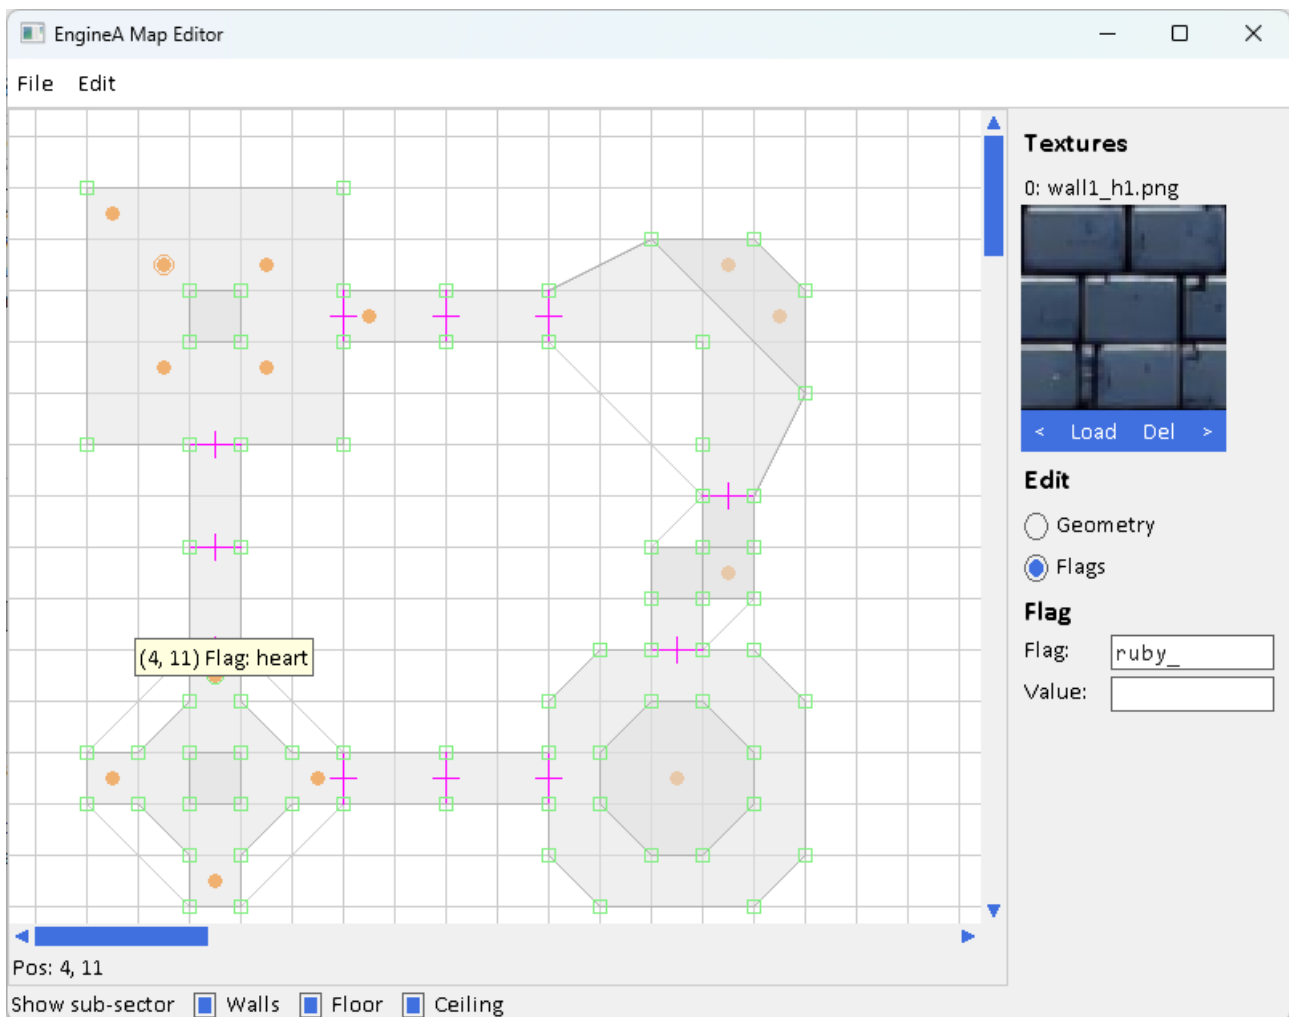 EngineA Map Editor
File Edit
Textures
0: wall1_h1.png
< Load Del >
Edit
Geometry
Flags
Flag
(4, 11) Flag: heart
Flag: ruby_
Value:
Pos: 4, 11
Show sub-sector Walls Floor Ceiling